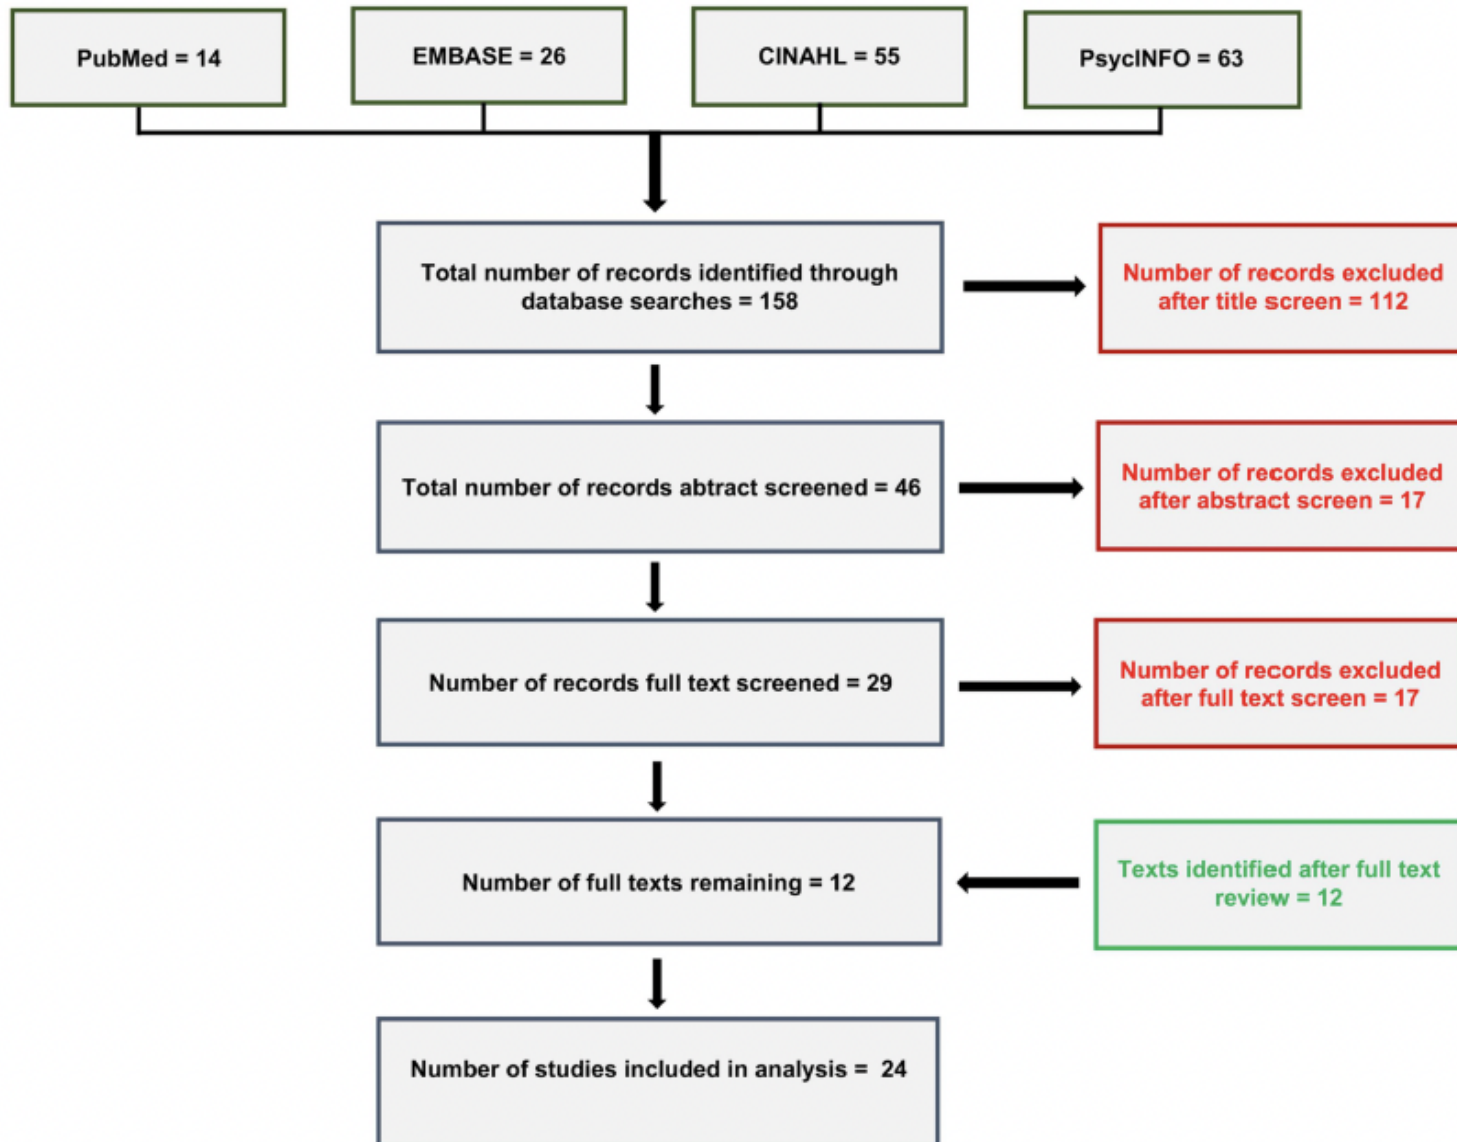 PubMed = 14
EMBASE = 26
CINAHL = 55
PsycINFO = 63
Total number of records identified through
database searches = 158
Number of records excluded
after title screen = 112
Total number of records abtract screened = 46
Number of records excluded
after abstract screen = 17
Number of records full text screened = 29
Number of records excluded
after full text screen = 17
Number of full texts remaining = 12
Texts identified after full text
review = 12
Number of studies included in analysis =  24